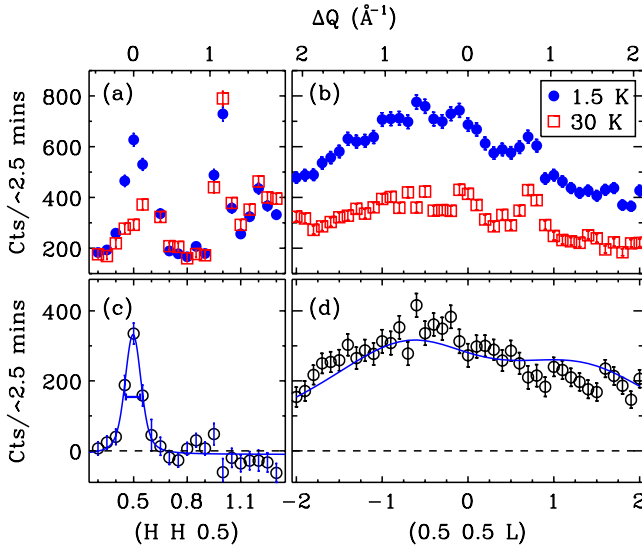 ΔQ (Å⁻¹)
0 1 2 1 0 1 2
(a) (b) 1.5 K
30 K
800
600
400
200
Cts/~2.5 mins
(c) (d)
400
200
0
Cts/~2.5 mins
0.5 0.8 1.1 −2 −1 0 1 2
(H H 0.5) (0.5 0.5 L)